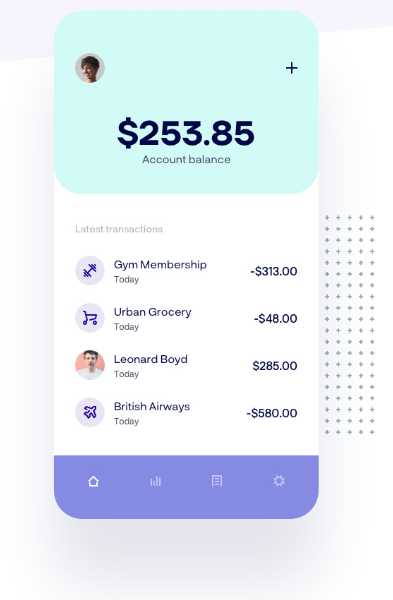 $253.85
Account balance
Latest transactions
Gym Membership
Today
-$313.00
Urban Grocery
Today
-$48.00
Leonard Boyd
Today
$285.00
British Airways
Today
-$580.00